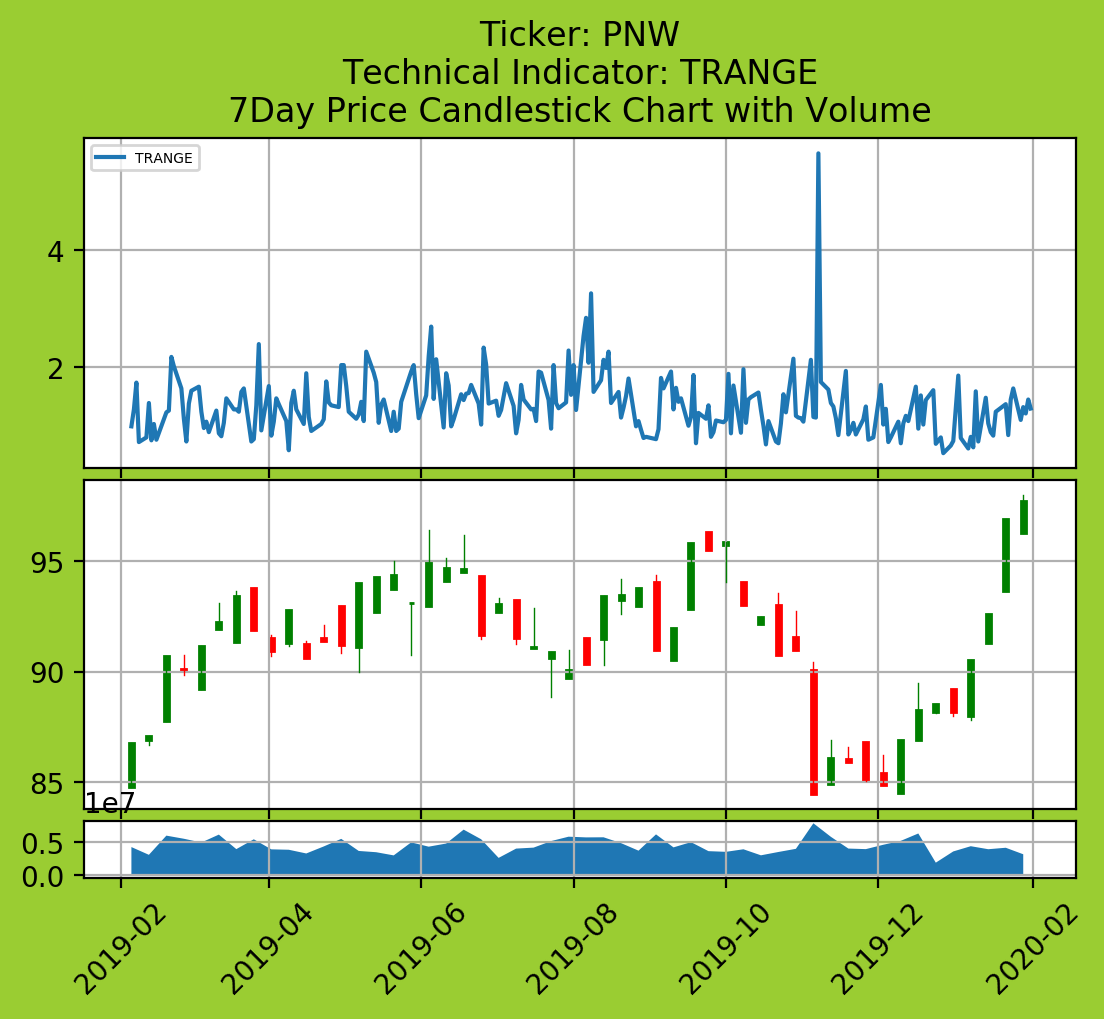 Ticker: PNW
Technical Indicator: TRANGE
7Day Price Candlestick Chart with Volume
TRANGE
4
2
95
90
85
1e7
0.5
0.0
2019-02
2019-04
2019-06
2019-08
2019-10
2019-12
2020-02